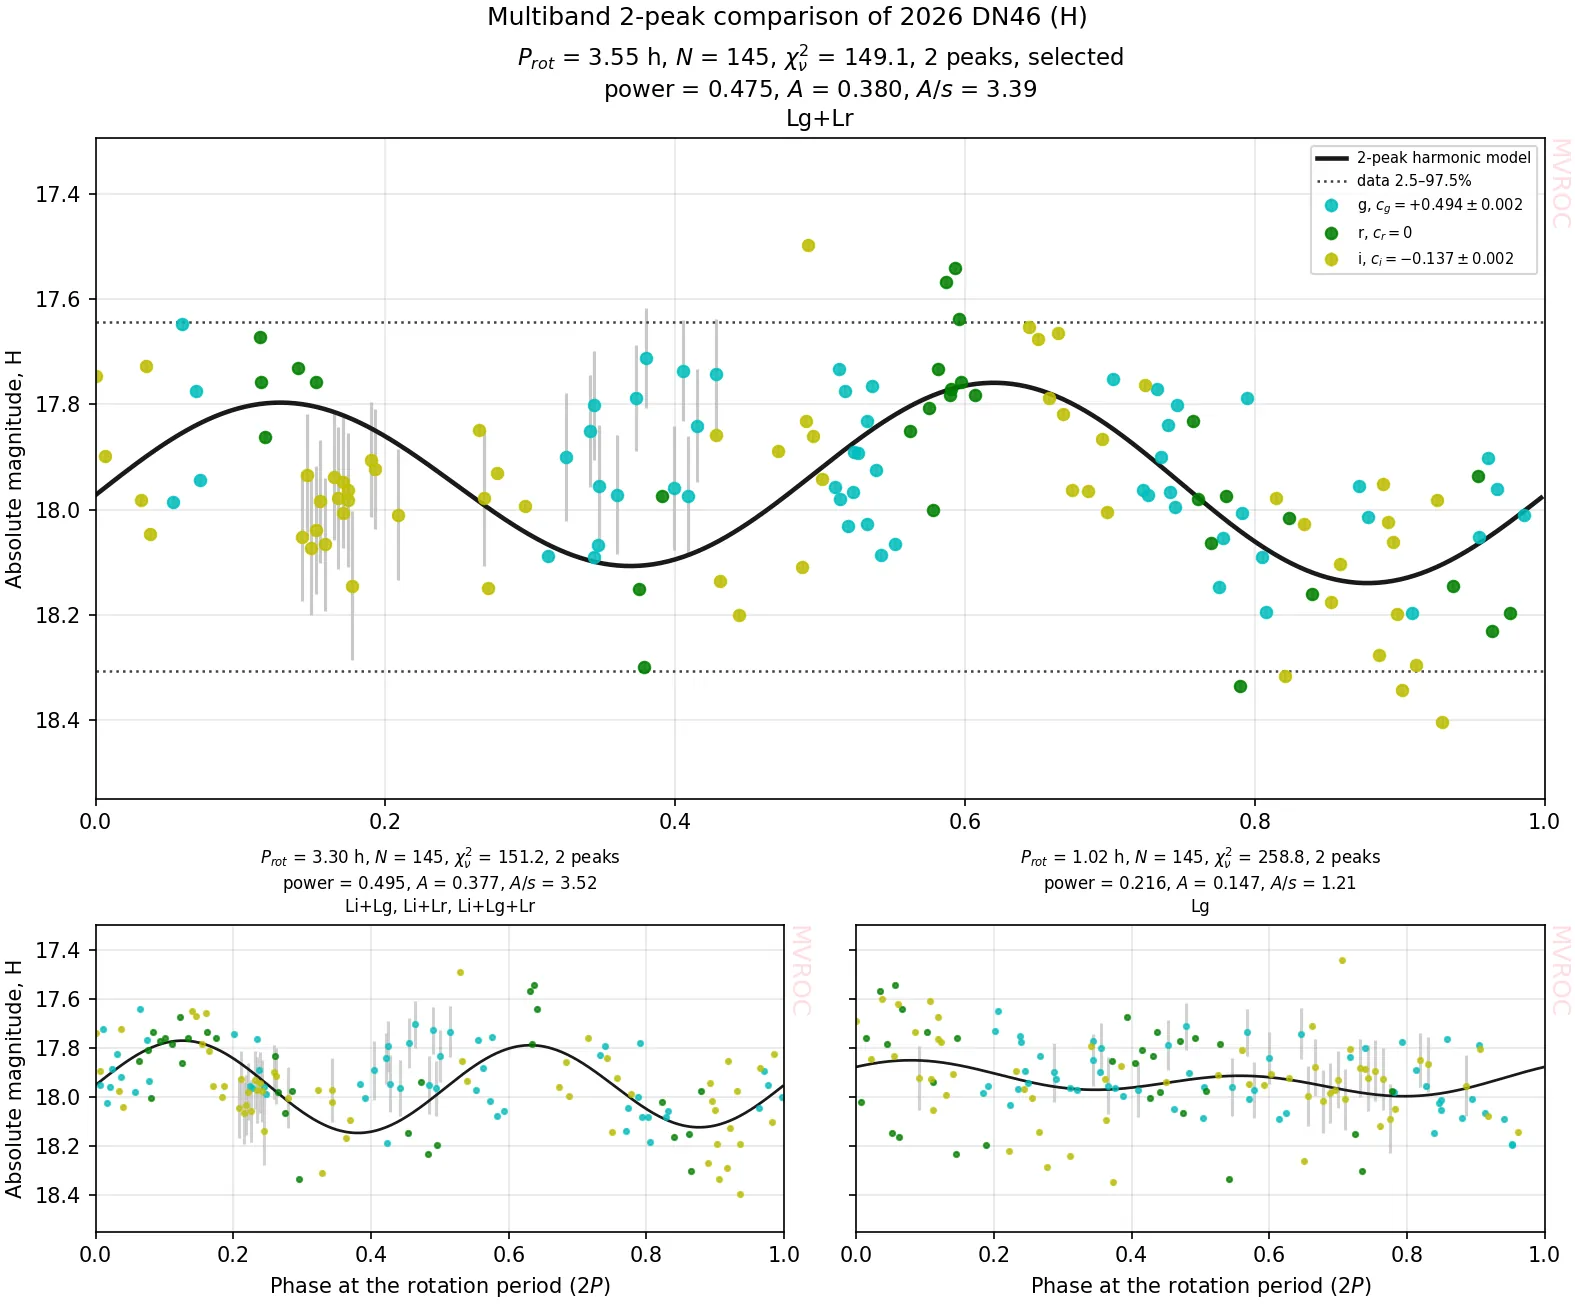 Multiband 2-peak comparison of 2026 DN46 (H)
P_rot = 3.55 h, N = 145, χ²_ν = 149.1, 2 peaks, selected
power = 0.475, A = 0.380, A/s = 3.39
Lg+Lr
2-peak harmonic model
data 2.5–97.5%
g, c_g = +0.494 ± 0.002
r, c_r = 0
i, c_i = −0.137 ± 0.002
MVROC
Absolute magnitude, H
17.4
17.6
17.8
18.0
18.2
18.4
0.0 0.2 0.4 0.6 0.8 1.0
P_rot = 3.30 h, N = 145, χ²_ν = 151.2, 2 peaks
power = 0.495, A = 0.377, A/s = 3.52
Li+Lg, Li+Lr, Li+Lg+Lr
MVROC
Absolute magnitude, H
17.4
17.6
17.8
18.0
18.2
18.4
0.0 0.2 0.4 0.6 0.8 1.0
Phase at the rotation period (2P)
P_rot = 1.02 h, N = 145, χ²_ν = 258.8, 2 peaks
power = 0.216, A = 0.147, A/s = 1.21
Lg
MVROC
0.0 0.2 0.4 0.6 0.8 1.0
Phase at the rotation period (2P)